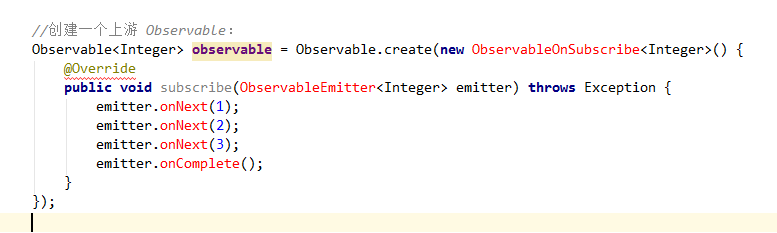 //创建一个上游 Observable：
Observable<Integer> observable = Observable.create(new ObservableOnSubscribe<Integer>() {
    @Override
    public void subscribe(ObservableEmitter<Integer> emitter) throws Exception {
        emitter.onNext(1);
        emitter.onNext(2);
        emitter.onNext(3);
        emitter.onComplete();
    }
});